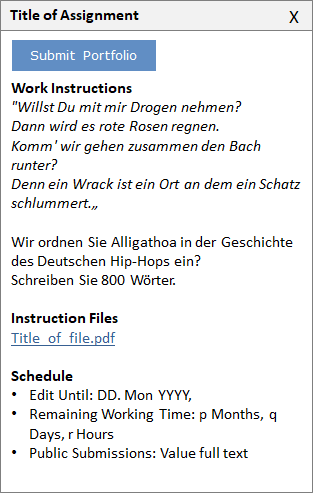 Title of Assignment X
Submit Portfolio
Work Instructions
"Willst Du mit mir Drogen nehmen?
Dann wird es rote Rosen regnen.
Komm' wir gehen zusammen den Bach
runter?
Denn ein Wrack ist ein Ort an dem ein Schatz
schlummert.„
Wir ordnen Sie Alligathoa in der Geschichte
des Deutschen Hip-Hops ein?
Schreiben Sie 800 Wörter.
Instruction Files
Title_of_file.pdf
Schedule
• Edit Until: DD. Mon YYYY,
• Remaining Working Time: p Months, q
Days, r Hours
• Public Submissions: Value full text